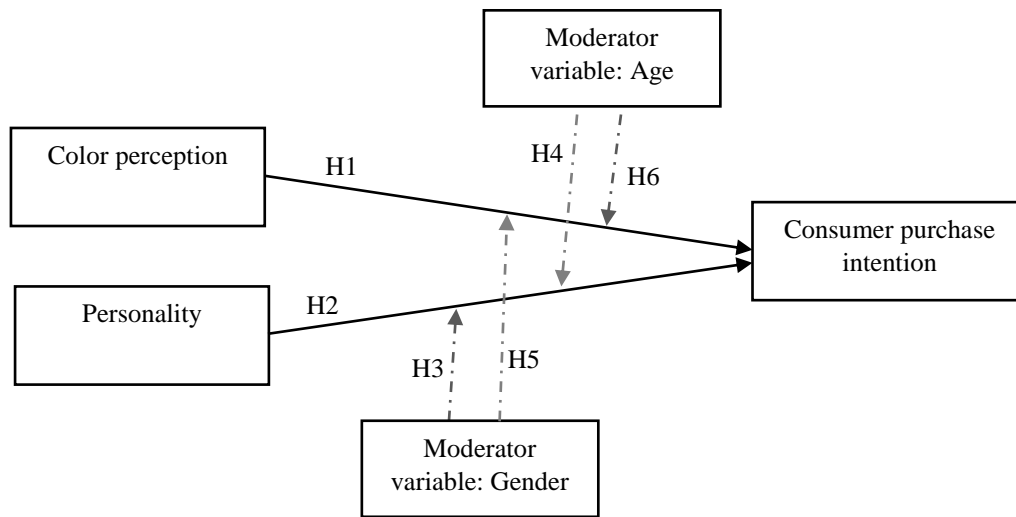 Moderator
variable: Age
Color perception
H1
H4
H6
Consumer purchase
intention
Personality
H2
H3
H5
Moderator
variable: Gender